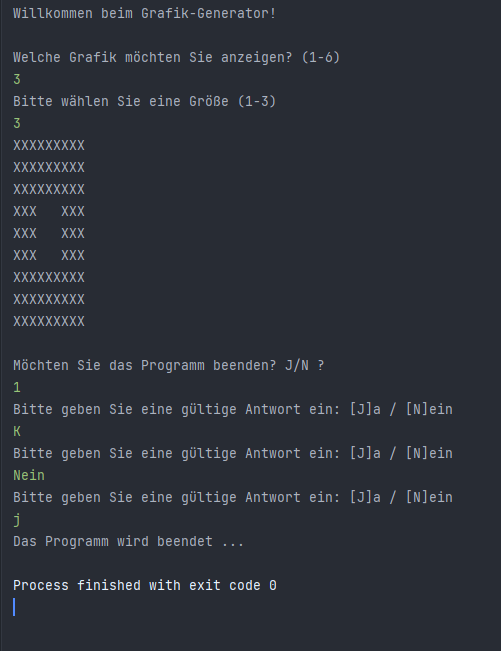 Willkommen beim Grafik-Generator!
Welche Grafik möchten Sie anzeigen? (1-6)
3
Bitte wählen Sie eine Größe (1-3)
3
XXXXXXXXX
XXXXXXXXX
XXXXXXXXX
XXX   XXX
XXX   XXX
XXX   XXX
XXXXXXXXX
XXXXXXXXX
XXXXXXXXX
Möchten Sie das Programm beenden? J/N ?
1
Bitte geben Sie eine gültige Antwort ein: [J]a / [N]ein
K
Bitte geben Sie eine gültige Antwort ein: [J]a / [N]ein
Nein
Bitte geben Sie eine gültige Antwort ein: [J]a / [N]ein
j
Das Programm wird beendet ...
Process finished with exit code 0